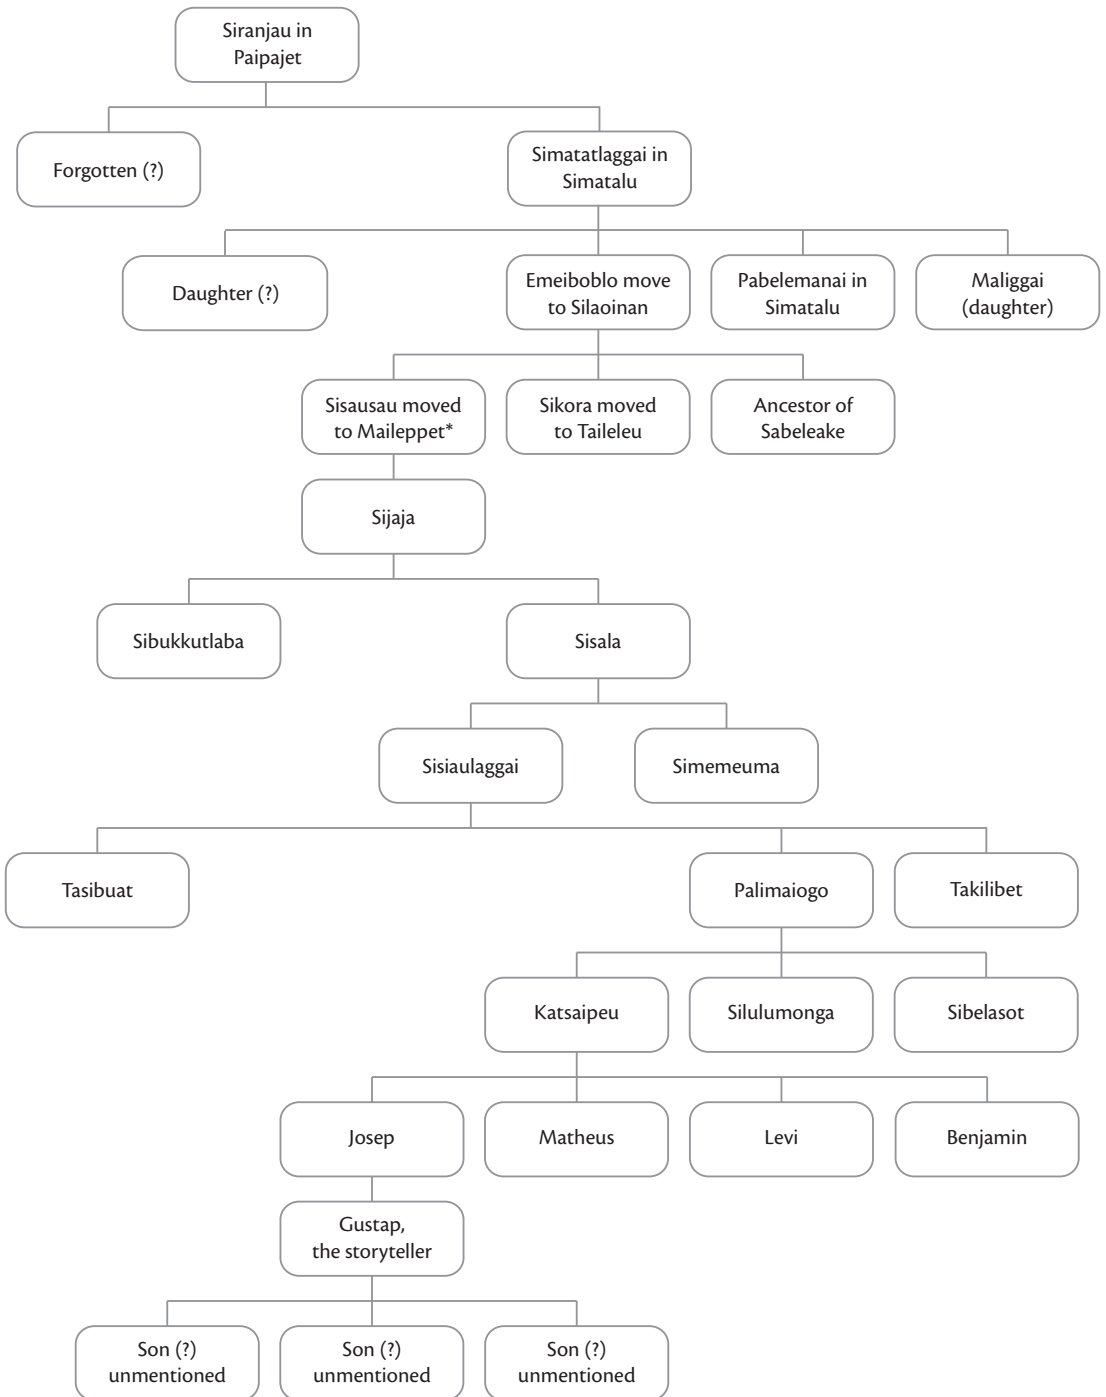 Siranjau in
Paipajet
Forgotten (?)
Simatatlaggai in
Simatalu
Daughter (?)
Emeiboblo move
to Silaoinan
Pabelemanai in
Simatalu
Maliggai
(daughter)
Sisausau moved
to Maileppet*
Sikora moved
to Taileleu
Ancestor of
Sabeleake
Sijaja
Sibukkutlaba
Sisala
Sisiaulaggai
Simemeuma
Tasibuat
Palimaiogo
Takilibet
Katsaipeu
Silulumonga
Sibelasot
Josep
Matheus
Levi
Benjamin
Gustap,
the storyteller
Son (?)
unmentioned
Son (?)
unmentioned
Son (?)
unmentioned